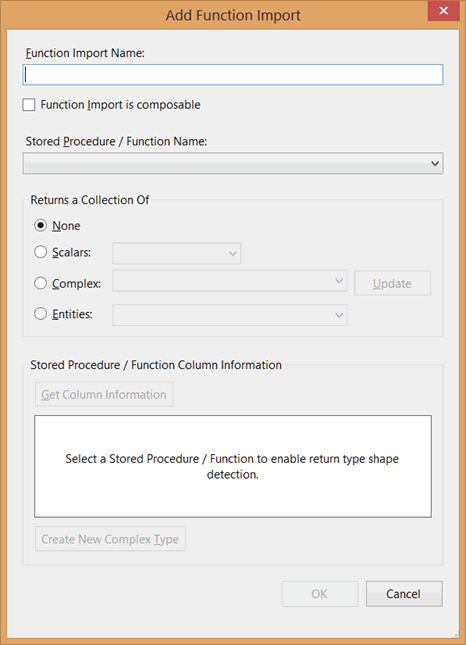 Add Function Import
Function Import Name:
Function Import is composable
Stored Procedure / Function Name:
Returns a Collection Of
None
Scalars:
Complex:
Update
Entities:
Stored Procedure / Function Column Information
Get Column Information
Select a Stored Procedure / Function to enable return type shape
detection.
Create New Complex Type
OK
Cancel